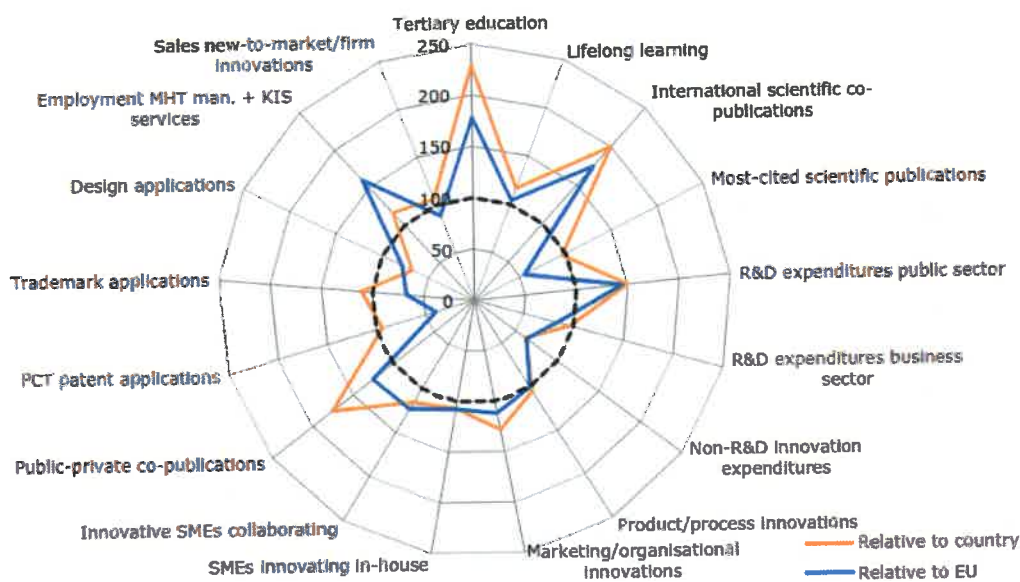 Tertiary education
250
200
150
100
50
0
Lifelong learning
International scientific co-
publications
Most-cited scientific publications
R&D expenditures public sector
R&D expenditures business
sector
Non-R&D innovation
expenditures
Product/process innovations
Marketing/organisational
innovations
SMEs innovating in-house
Innovative SMEs collaborating
Public-private co-publications
PCT patent applications
Trademark applications
Design applications
Employment MHT man. + KIS
services
Sales new-to-market/firm
innovations
Relative to country
Relative to EU